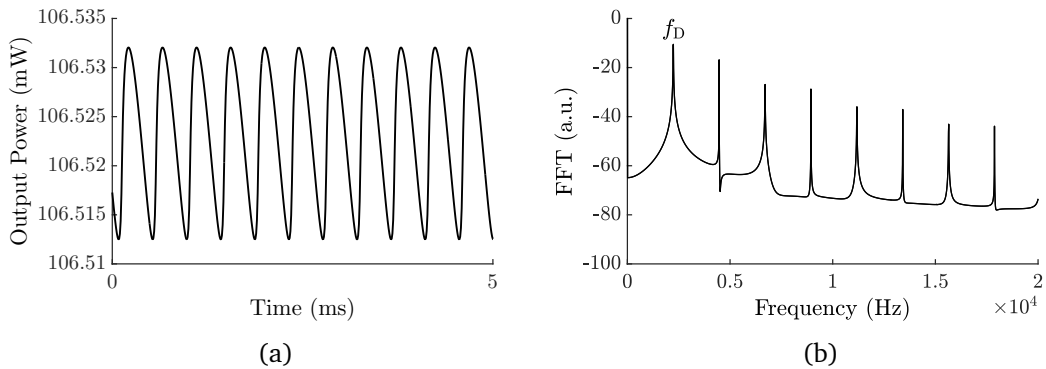 106.535
106.53
106.525
106.52
106.515
106.51
Output Power (mW)
0
5
Time (ms)
(a)
0
-20
-40
-60
-80
-100
FFT (a.u.)
f_D
0
0.5
1
1.5
2
×10^4
Frequency (Hz)
(b)